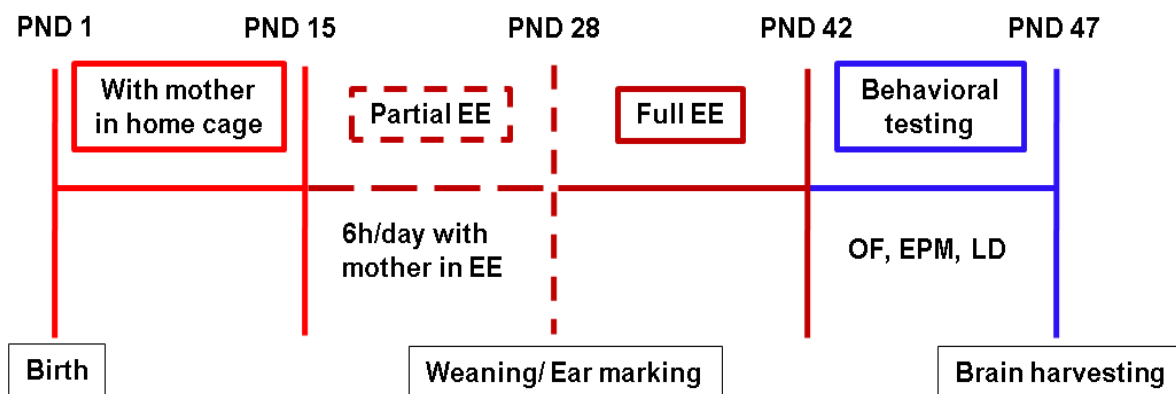 PND 1
PND 15
PND 28
PND 42
PND 47
With mother
in home cage
Partial EE
Full EE
Behavioral
testing
6h/day with
mother in EE
OF, EPM, LD
Birth
Weaning/ Ear marking
Brain harvesting